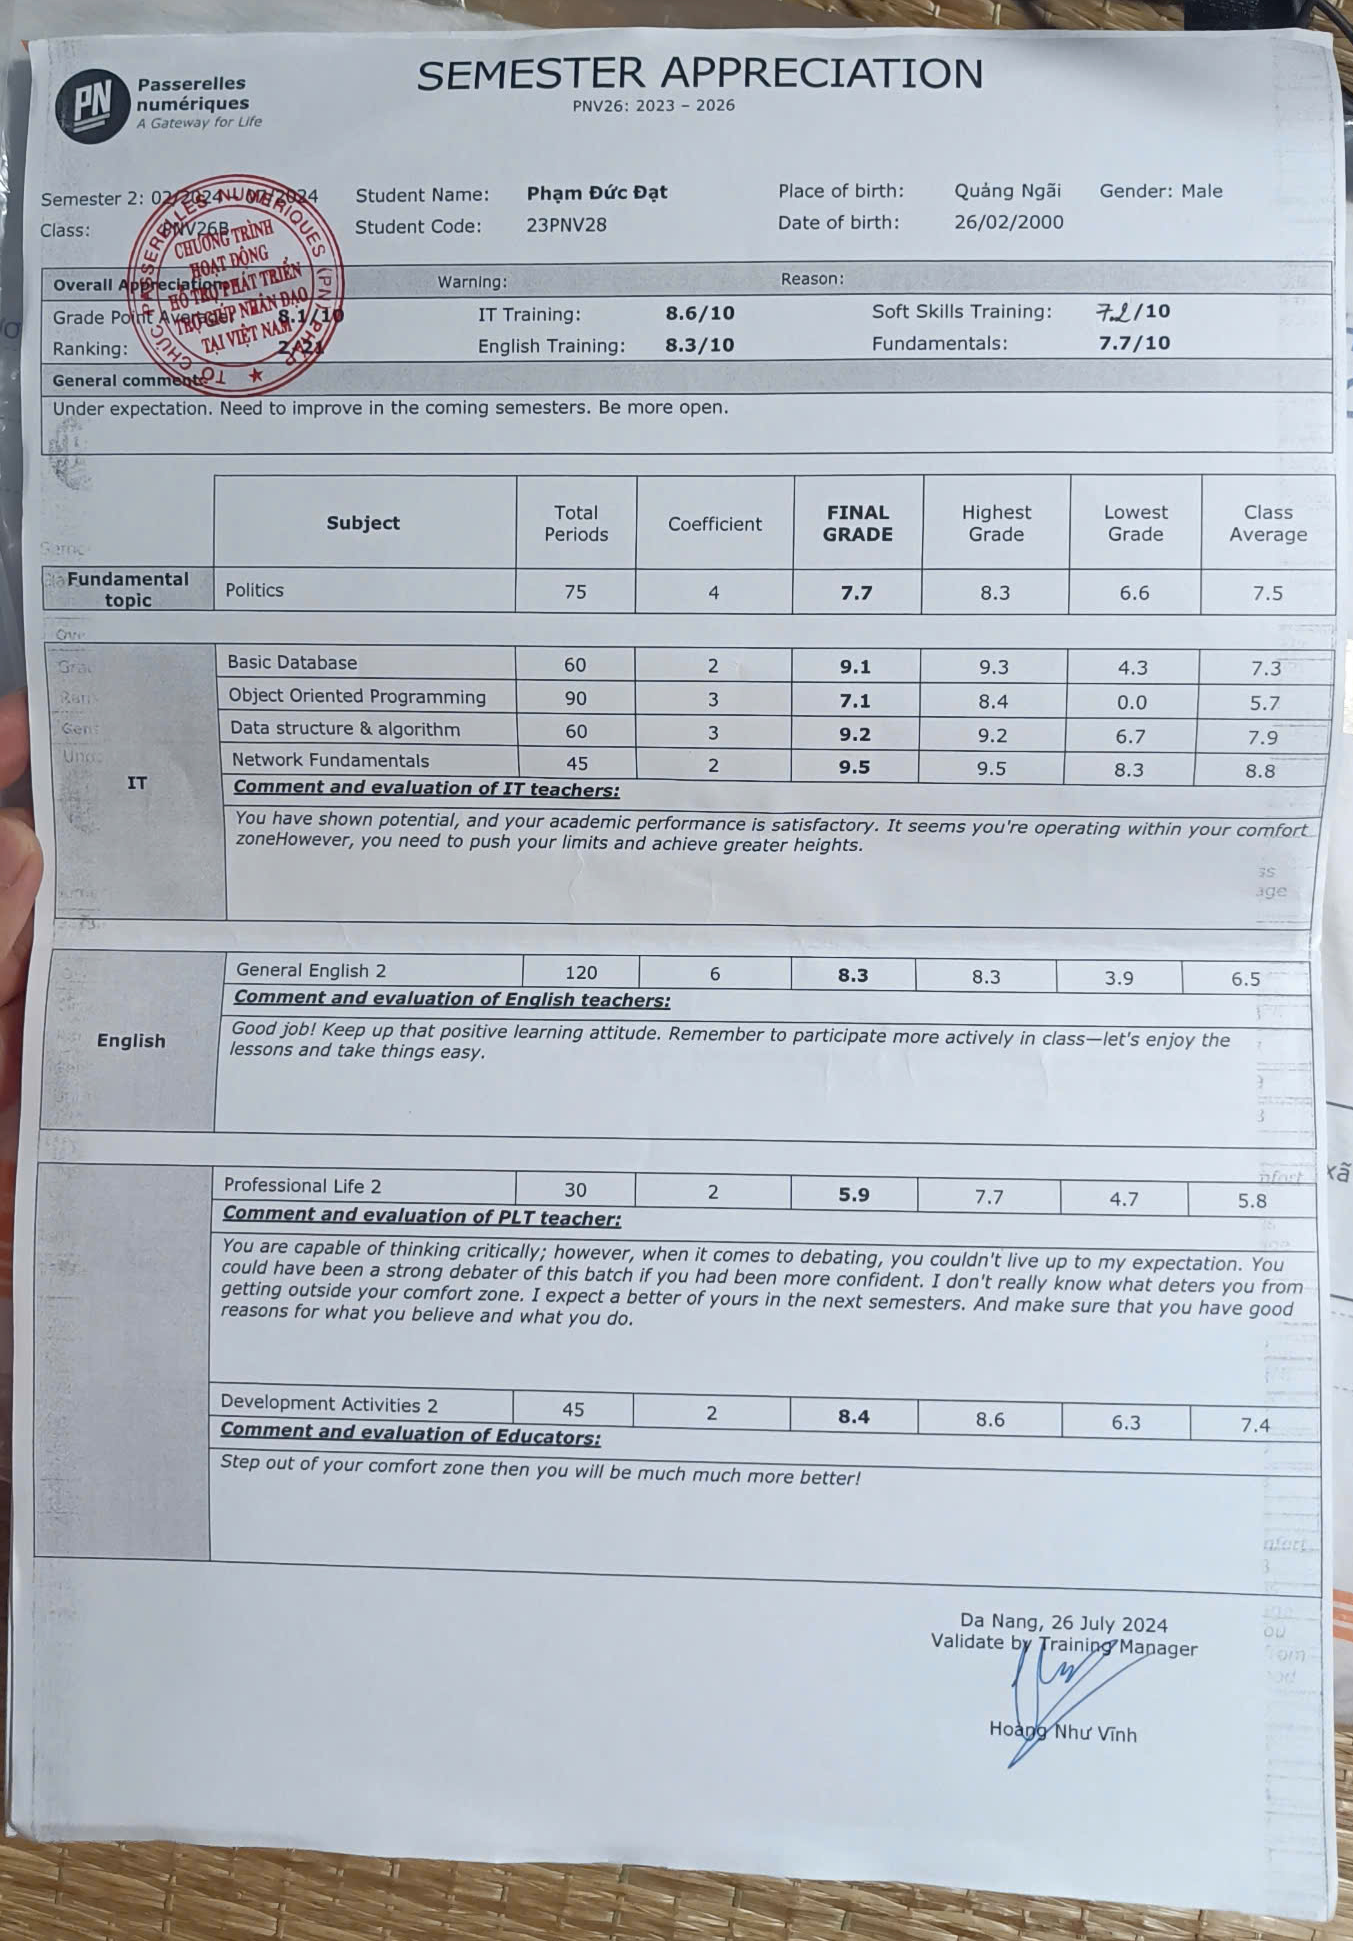 PN
Passerelles
numériques
A Gateway for Life
SEMESTER APPRECIATION
PNV26: 2023 – 2026
Semester 2: 02/2024 - 07/2024 Student Name: Phạm Đức Đạt Place of birth: Quảng Ngãi Gender: Male
Class: PNV26B Student Code: 23PNV28 Date of birth: 26/02/2000
TỔ CHỨC PASSERELLES NUMÉRIQUES (PN) PHÁP
CHƯƠNG TRÌNH
HOẠT ĐỘNG
HỖ TRỢ PHÁT TRIỂN
TRỢ GIÚP NHÂN ĐẠO
TẠI VIỆT NAM
Overall Appreciation Warning: Reason:
Grade Point Average: 8.1/10 IT Training: 8.6/10 Soft Skills Training: 7.2/10
Ranking: 2/21 English Training: 8.3/10 Fundamentals: 7.7/10
General comment:
Under expectation. Need to improve in the coming semesters. Be more open.
Subject Total Periods Coefficient FINAL GRADE Highest Grade Lowest Grade Class Average
Fundamental topic Politics 75 4 7.7 8.3 6.6 7.5
IT
Basic Database 60 2 9.1 9.3 4.3 7.3
Object Oriented Programming 90 3 7.1 8.4 0.0 5.7
Data structure & algorithm 60 3 9.2 9.2 6.7 7.9
Network Fundamentals 45 2 9.5 9.5 8.3 8.8
Comment and evaluation of IT teachers:
You have shown potential, and your academic performance is satisfactory. It seems you're operating within your comfort
zoneHowever, you need to push your limits and achieve greater heights.
English
General English 2 120 6 8.3 8.3 3.9 6.5
Comment and evaluation of English teachers:
Good job! Keep up that positive learning attitude. Remember to participate more actively in class—let's enjoy the
lessons and take things easy.
Professional Life 2 30 2 5.9 7.7 4.7 5.8
Comment and evaluation of PLT teacher:
You are capable of thinking critically; however, when it comes to debating, you couldn't live up to my expectation. You
could have been a strong debater of this batch if you had been more confident. I don't really know what deters you from
getting outside your comfort zone. I expect a better of yours in the next semesters. And make sure that you have good
reasons for what you believe and what you do.
Development Activities 2 45 2 8.4 8.6 6.3 7.4
Comment and evaluation of Educators:
Step out of your comfort zone then you will be much much more better!
Da Nang, 26 July 2024
Validate by Training Manager
Hoàng Như Vĩnh